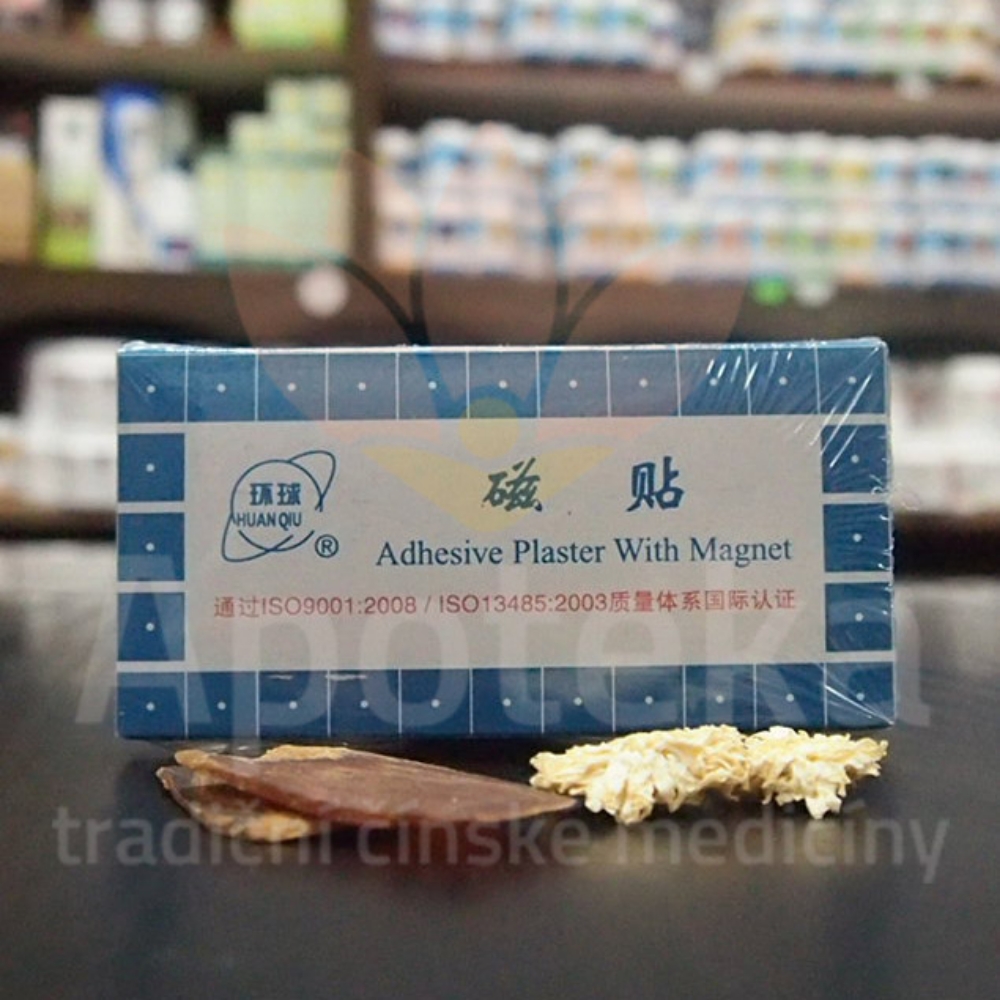 环球
HUAN QIU
®
磁 贴
Adhesive Plaster With Magnet
通过ISO9001:2008 / ISO13485:2003质量体系国际认证
Apoteka
tradiční čínské medicíny